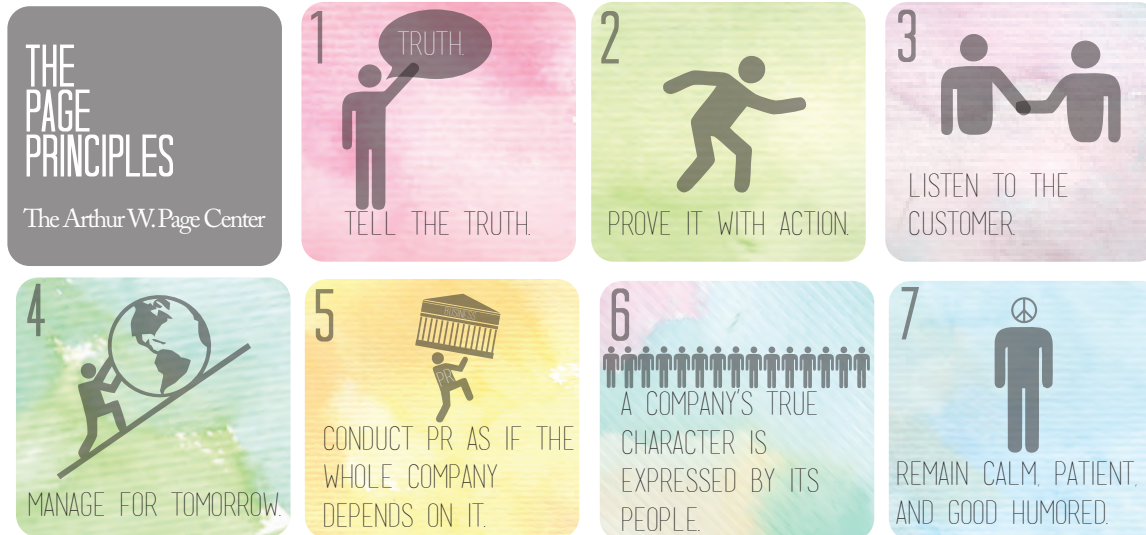 THE
PAGE
PRINCIPLES
The Arthur W. Page Center
1
TRUTH.
TELL THE TRUTH.
2
PROVE IT WITH ACTION.
3
LISTEN TO THE
CUSTOMER.
4
MANAGE FOR TOMORROW.
5
BUSINESS
PR
CONDUCT PR AS IF THE
WHOLE COMPANY
DEPENDS ON IT.
6
A COMPANY'S TRUE
CHARACTER IS
EXPRESSED BY ITS
PEOPLE.
7
REMAIN CALM, PATIENT,
AND GOOD HUMORED.